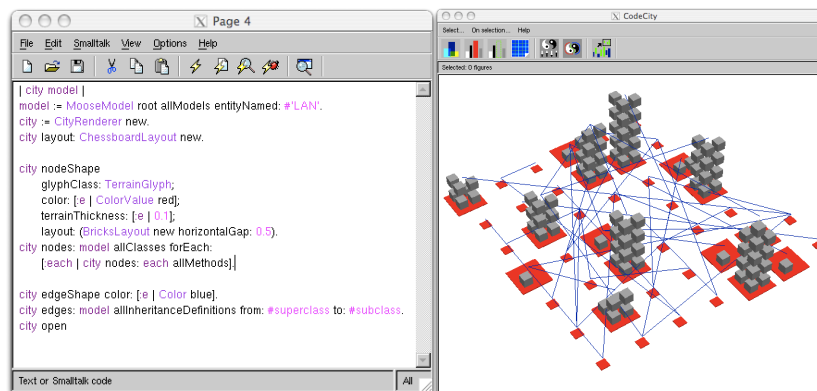 Page 4
File Edit Smalltalk View Options Help
| city model |
model := MooseModel root allModels entityNamed: #'LAN'.
city := CityRenderer new.
city layout: ChessboardLayout new.
city nodeShape
glyphClass: TerrainGlyph;
color: [:e | ColorValue red];
terrainThickness: [:e | 0.1];
layout: (BricksLayout new horizontalGap: 0.5).
city nodes: model allClasses forEach:
[:each | city nodes: each allMethods].
city edgeShape color: [:e | Color blue].
city edges: model allInheritanceDefinitions from: #superclass to: #subclass.
city open
Text or Smalltalk code
All
CodeCity
Select... On selection... Help
Selected: 0 figures